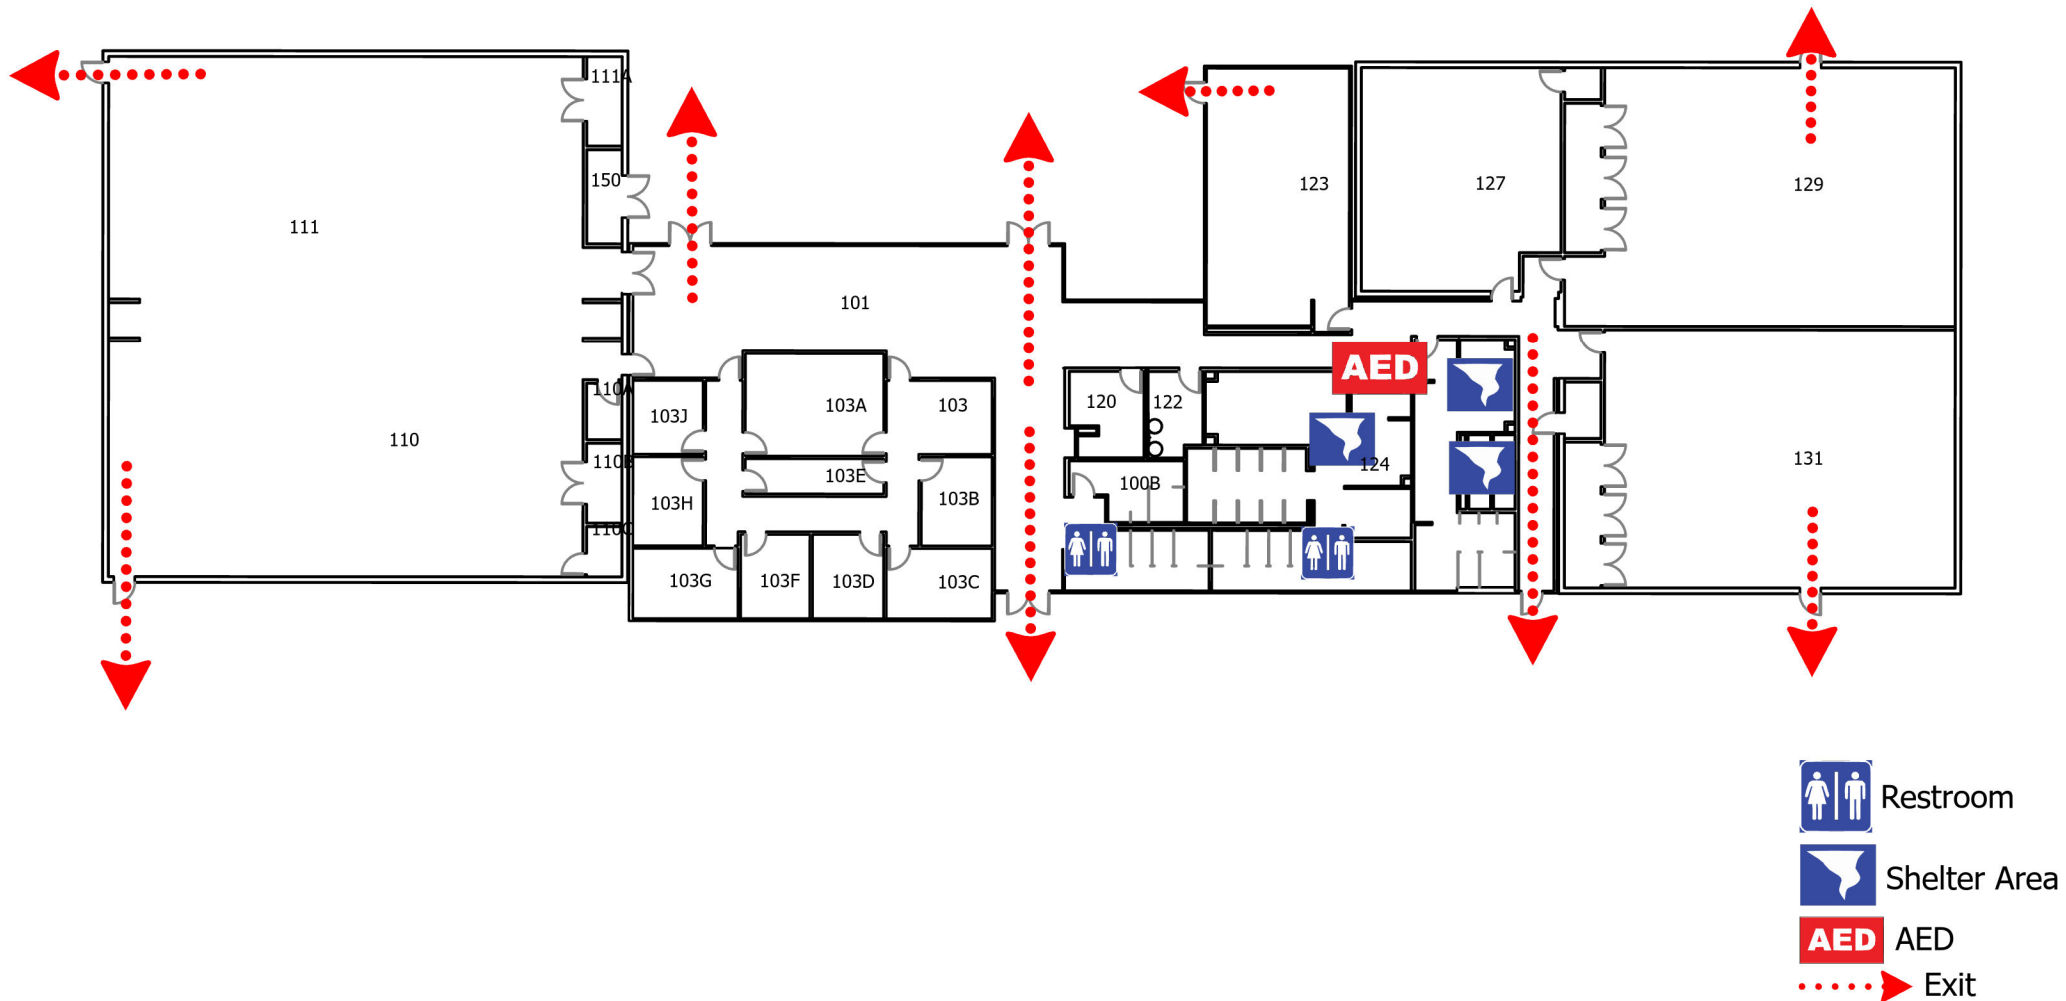 111A
150
111
123
127
129
101
110A
103J
103A
103
120
122
AED
110
110B
103E
103H
103B
100B
124
131
110C
103G
103F
103D
103C
Restroom
Shelter Area
AED AED
Exit